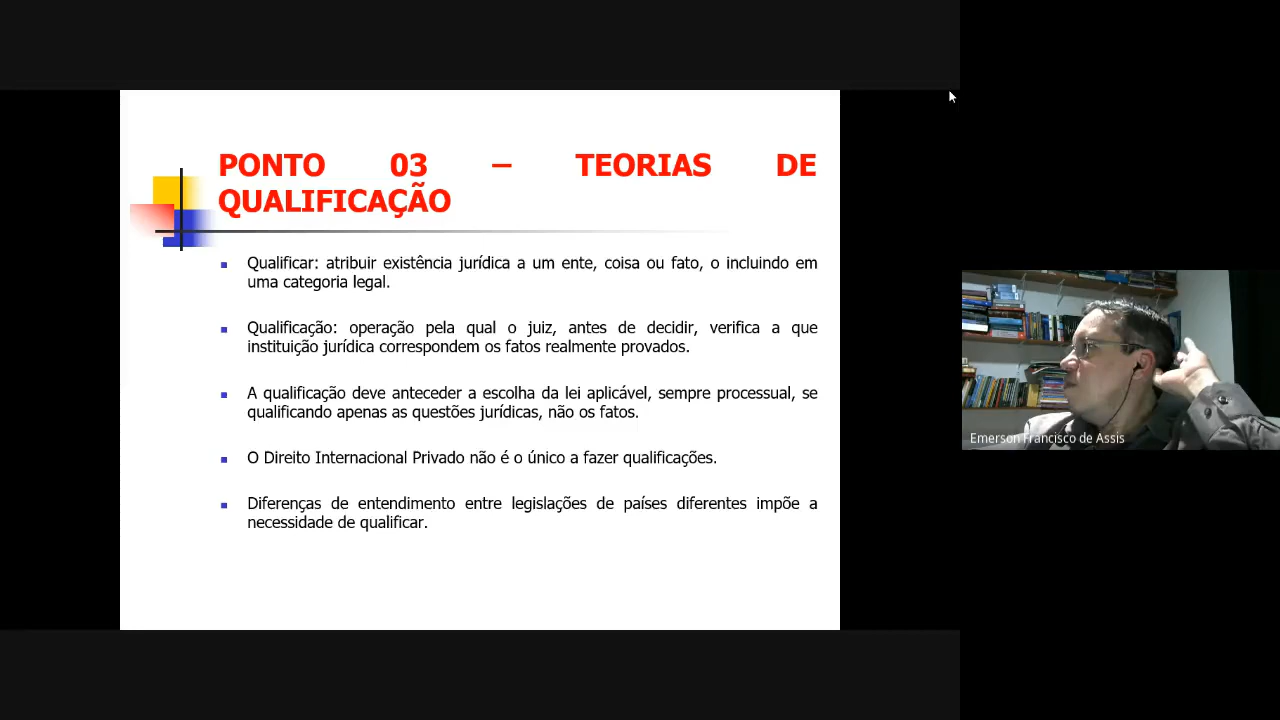 PONTO 03 – TEORIAS DE
QUALIFICAÇÃO
Qualificar: atribuir existência jurídica a um ente, coisa ou fato, o incluindo em
uma categoria legal.
Qualificação: operação pela qual o juiz, antes de decidir, verifica a que
instituição jurídica correspondem os fatos realmente provados.
A qualificação deve anteceder a escolha da lei aplicável, sempre processual, se
qualificando apenas as questões jurídicas, não os fatos.
O Direito Internacional Privado não é o único a fazer qualificações.
Diferenças de entendimento entre legislações de países diferentes impõe a
necessidade de qualificar.
Emerson Francisco de Assis